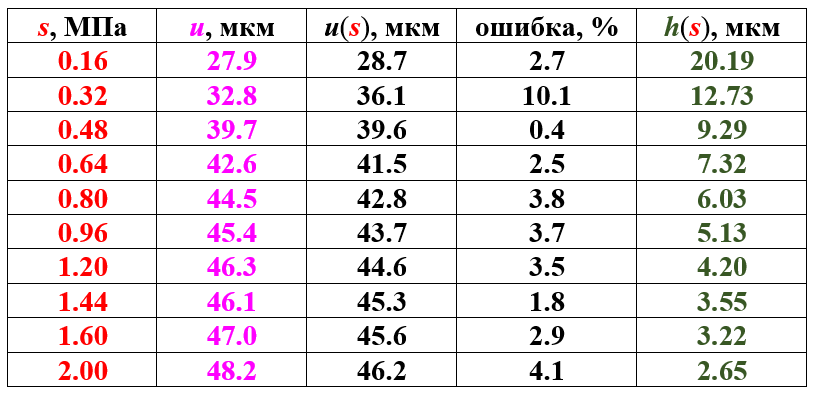 s, МПа u, мкм u(s), мкм ошибка, % h(s), мкм
0.16 27.9 28.7 2.7 20.19
0.32 32.8 36.1 10.1 12.73
0.48 39.7 39.6 0.4 9.29
0.64 42.6 41.5 2.5 7.32
0.80 44.5 42.8 3.8 6.03
0.96 45.4 43.7 3.7 5.13
1.20 46.3 44.6 3.5 4.20
1.44 46.1 45.3 1.8 3.55
1.60 47.0 45.6 2.9 3.22
2.00 48.2 46.2 4.1 2.65